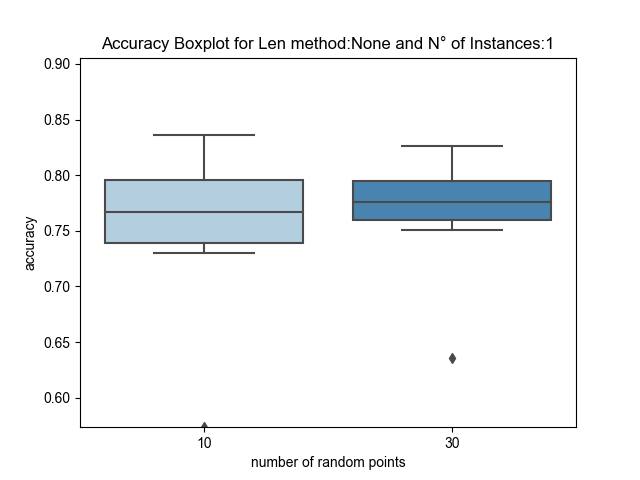 Accuracy Boxplot for Len method:None and N° of Instances:1
0.90
0.85
0.80
0.75
0.70
0.65
0.60
accuracy
10 30
number of random points